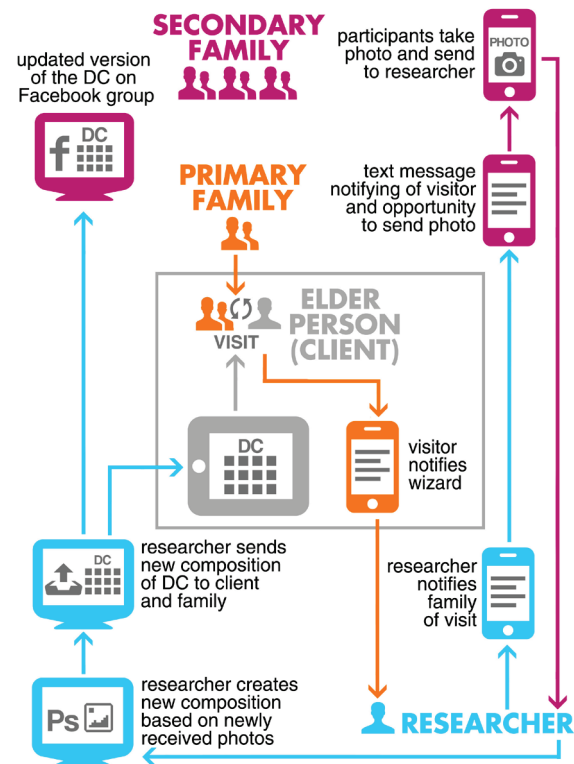 SECONDARY
FAMILY
updated version
of the DC on
Facebook group
f DC
participants take
photo and send
to researcher
PHOTO
PRIMARY
FAMILY
text message
notifying of visitor
and opportunity
to send photo
ELDER
PERSON
(CLIENT)
VISIT
DC
visitor
notifies
wizard
DC
researcher sends
new composition
of DC to client
and family
researcher
notifies
family
of visit
Ps
researcher creates
new composition
based on newly
received photos
RESEARCHER